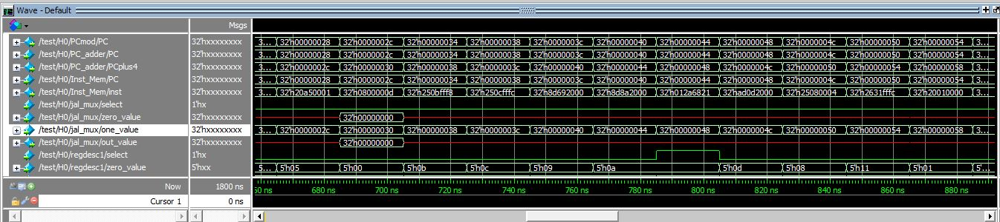 Wave - Default
Msgs
/test/H0/PCmod/PC 32'hxxxxxxxx 3... 32'h00000028 32'h0000002c 32'h00000034 32'h00000038 32'h0000003c 32'h00000040 32'h00000044 32'h00000048 32'h0000004c 32'h00000050 32'h00000054 3...
/test/H0/PC_adder/PC 32'hxxxxxxxx 3... 32'h00000028 32'h0000002c 32'h00000034 32'h00000038 32'h0000003c 32'h00000040 32'h00000044 32'h00000048 32'h0000004c 32'h00000050 32'h00000054 3...
/test/H0/PC_adder/PCplus4 32'hxxxxxxxx 3... 32'h0000002c 32'h00000030 32'h00000038 32'h0000003c 32'h00000040 32'h00000044 32'h00000048 32'h0000004c 32'h00000050 32'h00000054 32'h00000058 3...
/test/H0/Inst_Mem/PC 32'hxxxxxxxx 3... 32'h00000028 32'h0000002c 32'h00000034 32'h00000038 32'h0000003c 32'h00000040 32'h00000044 32'h00000048 32'h0000004c 32'h00000050 32'h00000054 3...
/test/H0/Inst_Mem/inst 32'hxxxxxxxx 3... 32'h20a50001 32'h0800000d 32'h250bfff8 32'h250cfffc 32'h8d692000 32'h8d8a2000 32'h012a6821 32'had0d2000 32'h25080004 32'h2631fffc 32'h20010000 3...
/test/H0/jal_mux/select 1'hx
/test/H0/jal_mux/zero_value 32'hxxxxxxxx 32'h00000000
/test/H0/jal_mux/one_value 32'hxxxxxxxx 3... 32'h0000002c 32'h00000030 32'h00000038 32'h0000003c 32'h00000040 32'h00000044 32'h00000048 32'h0000004c 32'h00000050 32'h00000054 32'h00000058 3...
/test/H0/jal_mux/out_value 32'hxxxxxxxx 32'h00000000
/test/H0/regdesc1/select 1'hx
/test/H0/regdesc1/zero_value 5'hxx 5... 5'h05 5'h00 5'h0b 5'h0c 5'h09 5'h0a 5'h0d 5'h08 5'h11 5'h01 5'...
Now 1800 ns 60 ns 680 ns 700 ns 720 ns 740 ns 760 ns 780 ns 800 ns 820 ns 840 ns 860 ns 880 ns
Cursor 1 0 ns